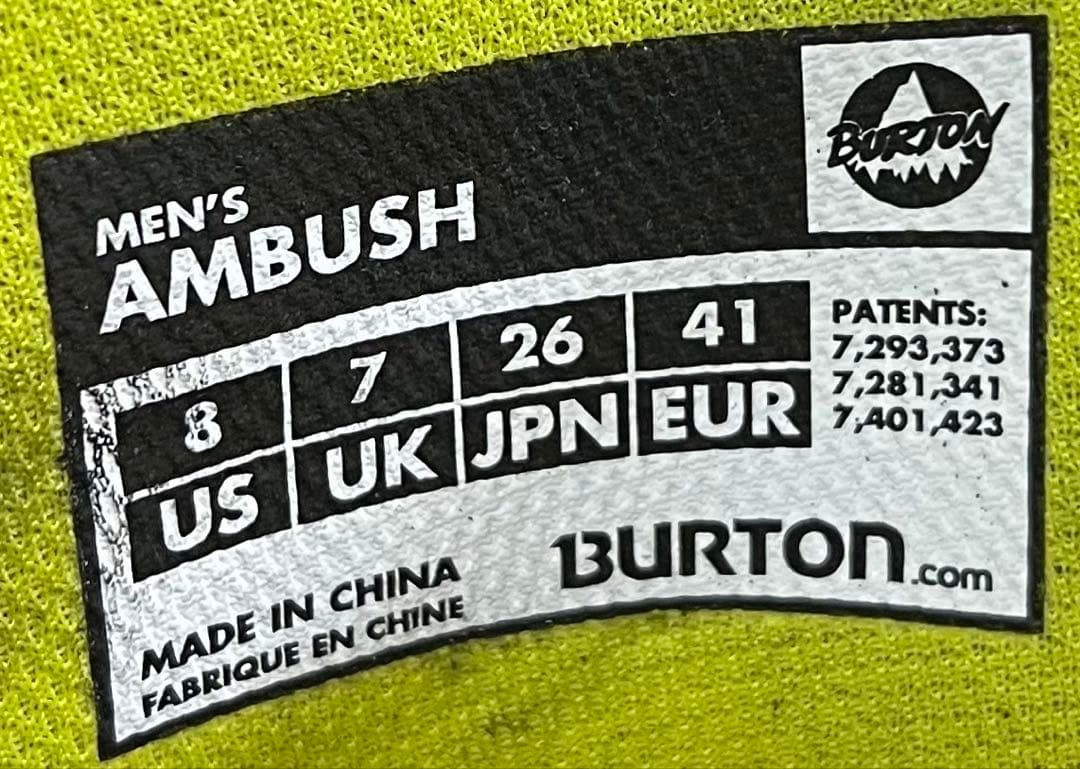 BURTON
MEN'S
AMBUSH
8 7 26 41
US UK JPN EUR
PATENTS:
7,293,373
7,281,341
7,401,423
BURTON.com
MADE IN CHINA
FABRIQUE EN CHINE